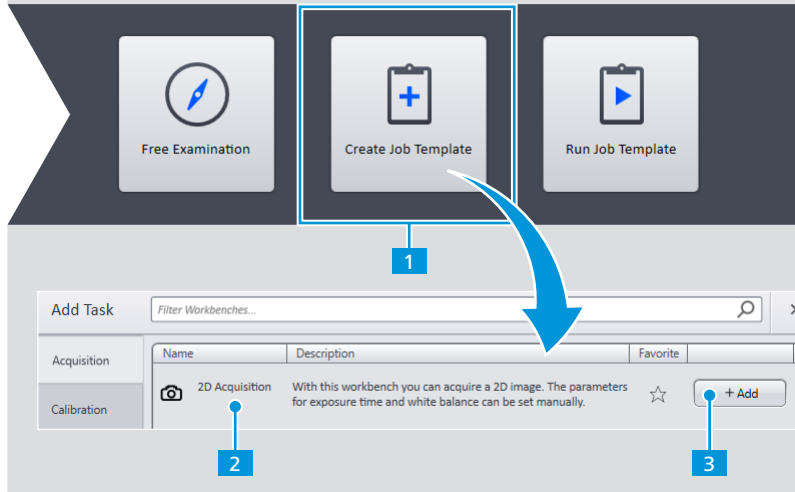 Free Examination
Create Job Template
Run Job Template
1
Add Task
Filter Workbenches...
Acquisition
Calibration
Name
Description
Favorite
2D Acquisition
With this workbench you can acquire a 2D image. The parameters
for exposure time and white balance can be set manually.
+ Add
2
3